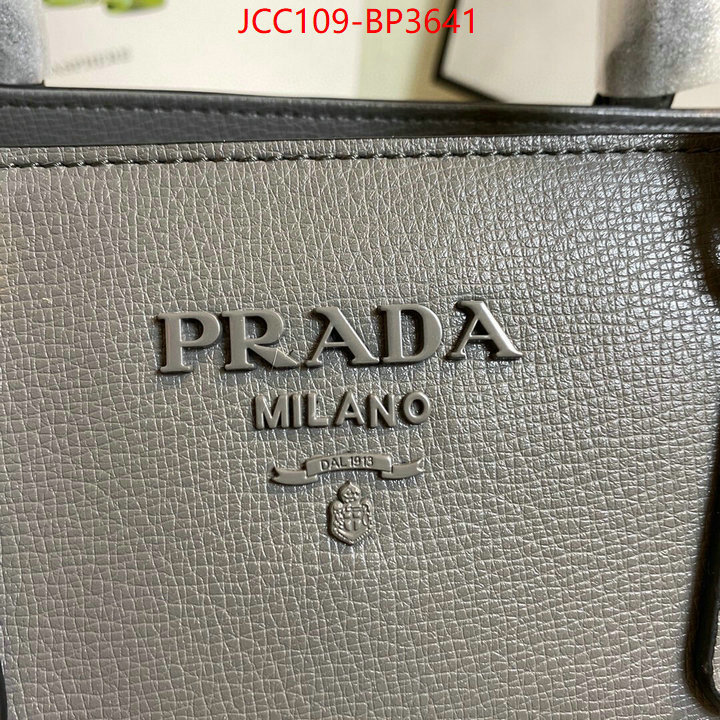 JCC109-BP3641
PRADA
MILANO
DAL 1913